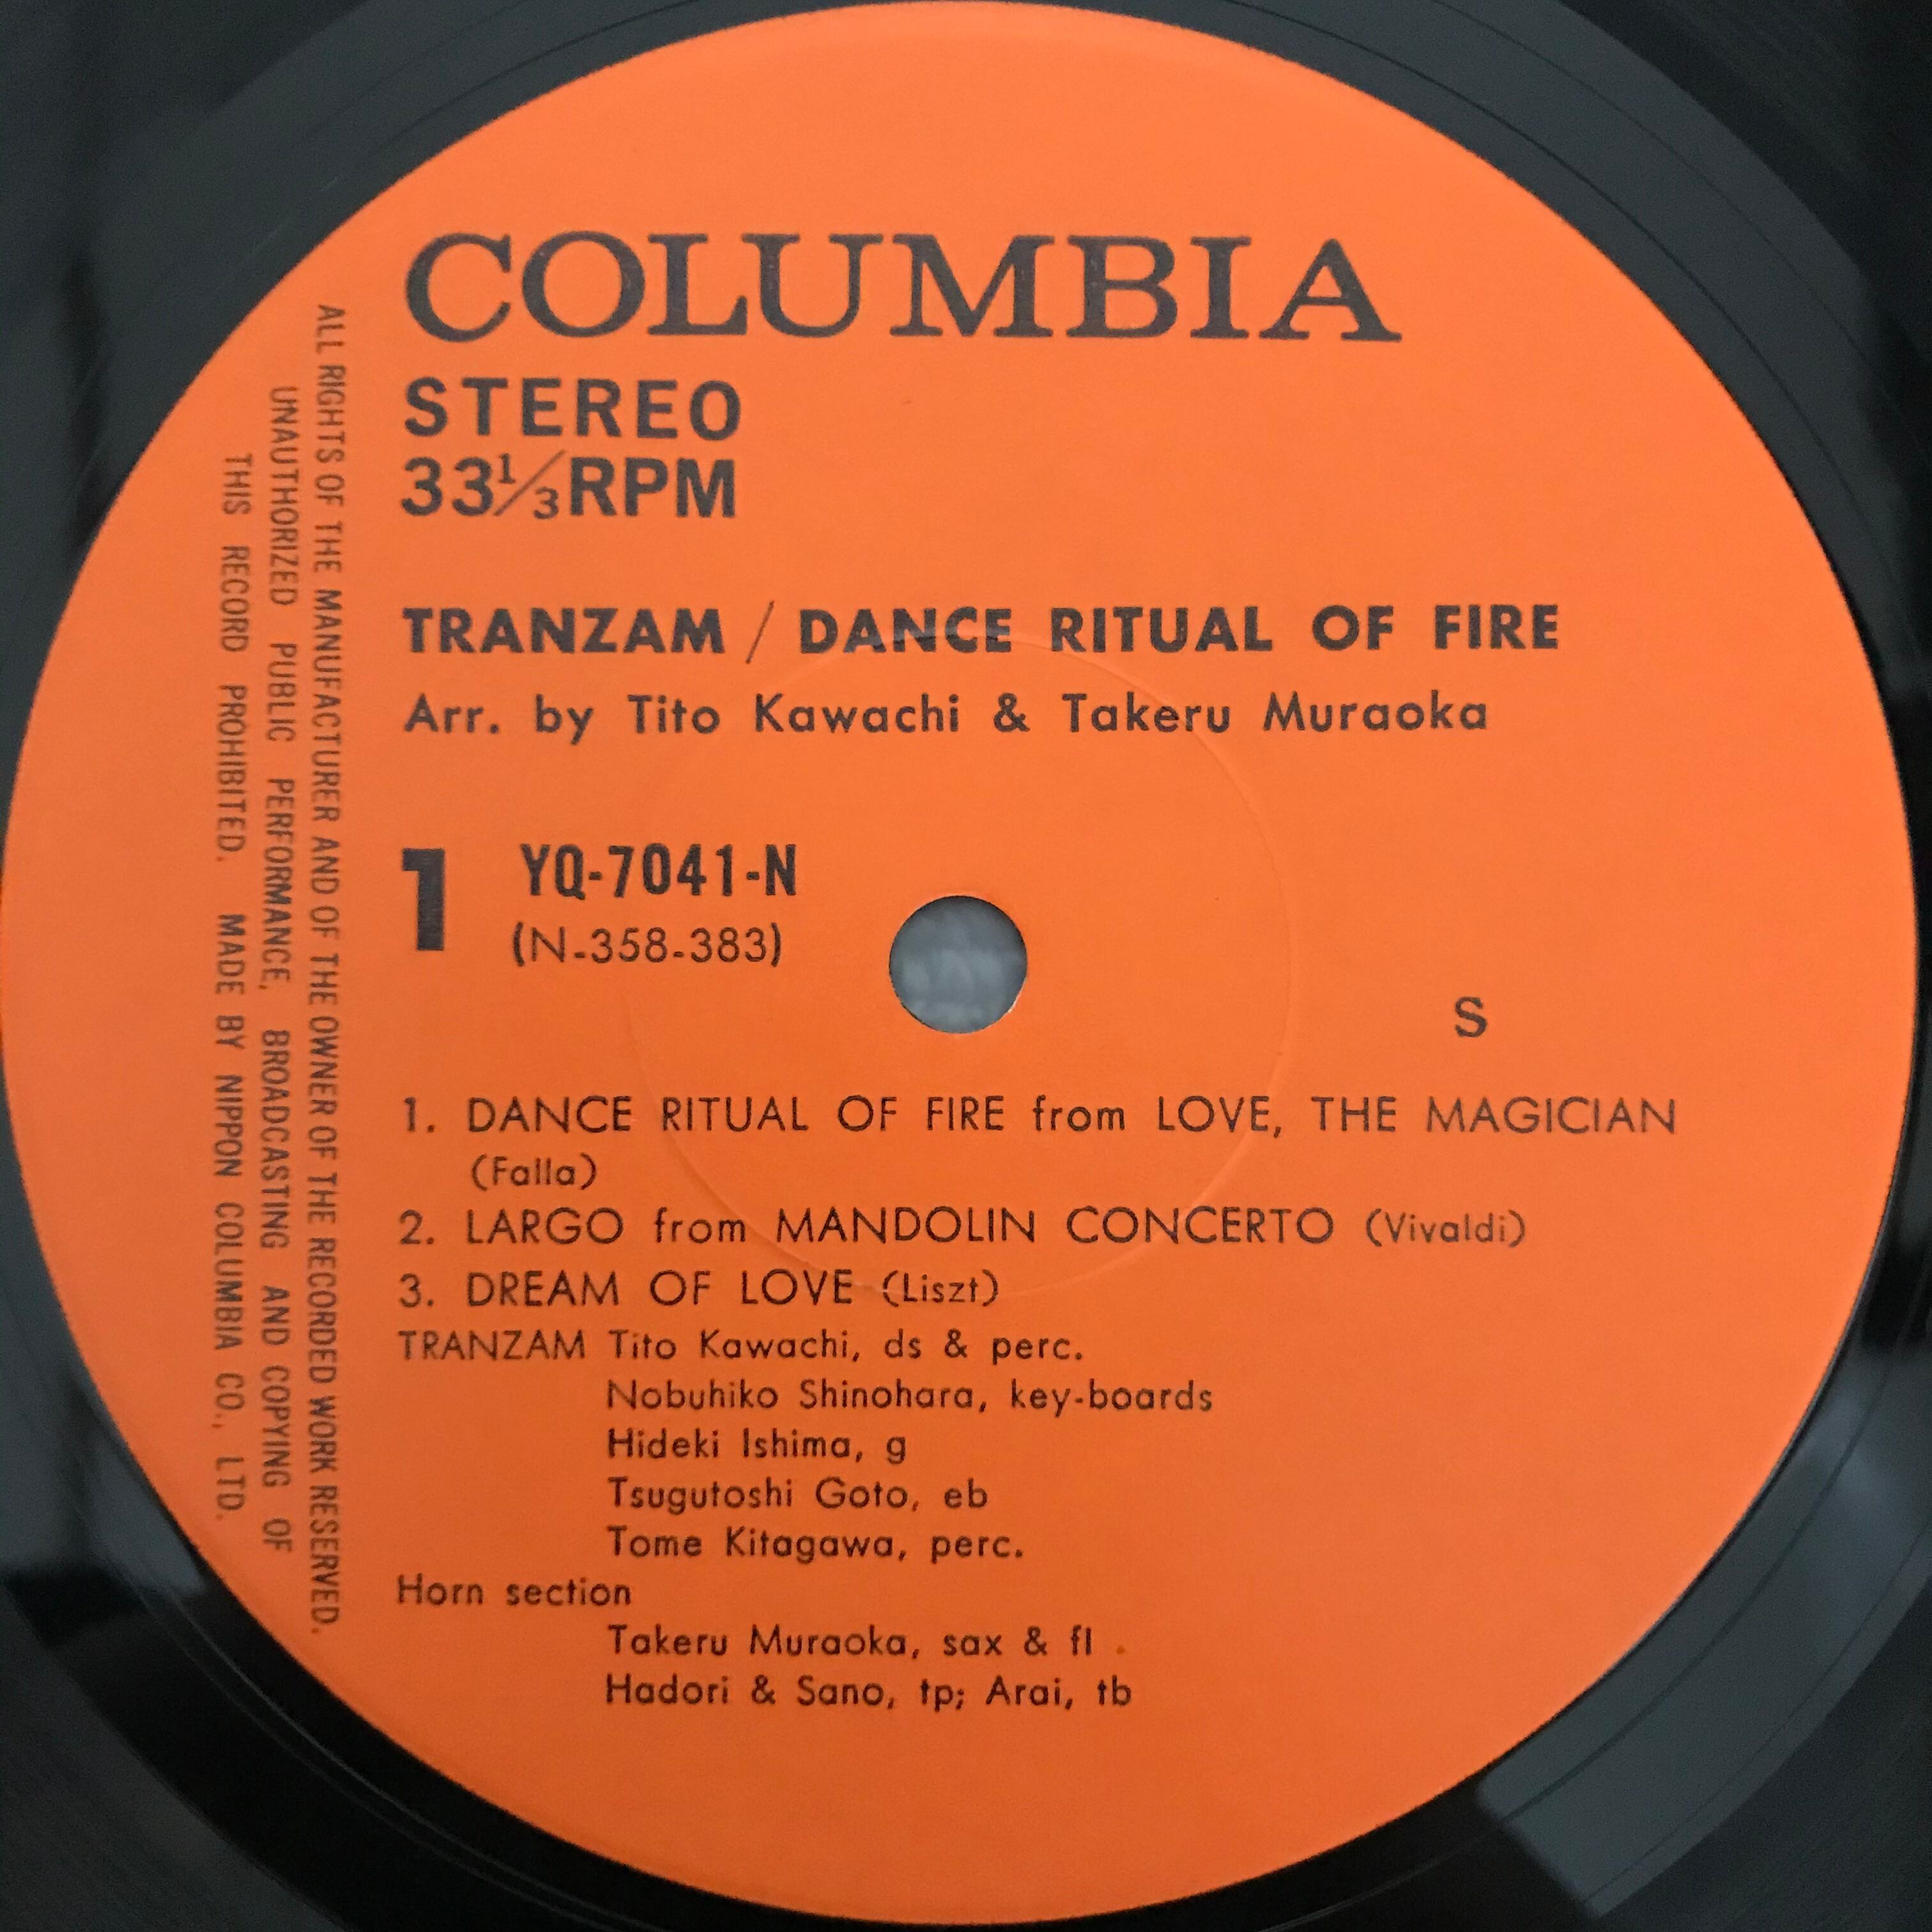 COLUMBIA
STEREO
33 1/3 RPM
TRANZAM / DANCE RITUAL OF FIRE
Arr. by Tito Kawachi & Takeru Muraoka
1 YQ-7041-N
(N-358-383)
S
1. DANCE RITUAL OF FIRE from LOVE, THE MAGICIAN
(Falla)
2. LARGO from MANDOLIN CONCERTO (Vivaldi)
3. DREAM OF LOVE (Liszt)
TRANZAM Tito Kawachi, ds & perc.
Nobuhiko Shinohara, key-boards
Hideki Ishima, g
Tsugutoshi Goto, eb
Tome Kitagawa, perc.
Horn section
Takeru Muraoka, sax & fl
Hadori & Sano, tp; Arai, tb
ALL RIGHTS OF THE MANUFACTURER AND OF THE OWNER OF THE RECORDED WORK RESERVED.
UNAUTHORIZED PUBLIC PERFORMANCE, BROADCASTING AND COPYING OF
THIS RECORD PROHIBITED. MADE BY NIPPON COLUMBIA CO., LTD.